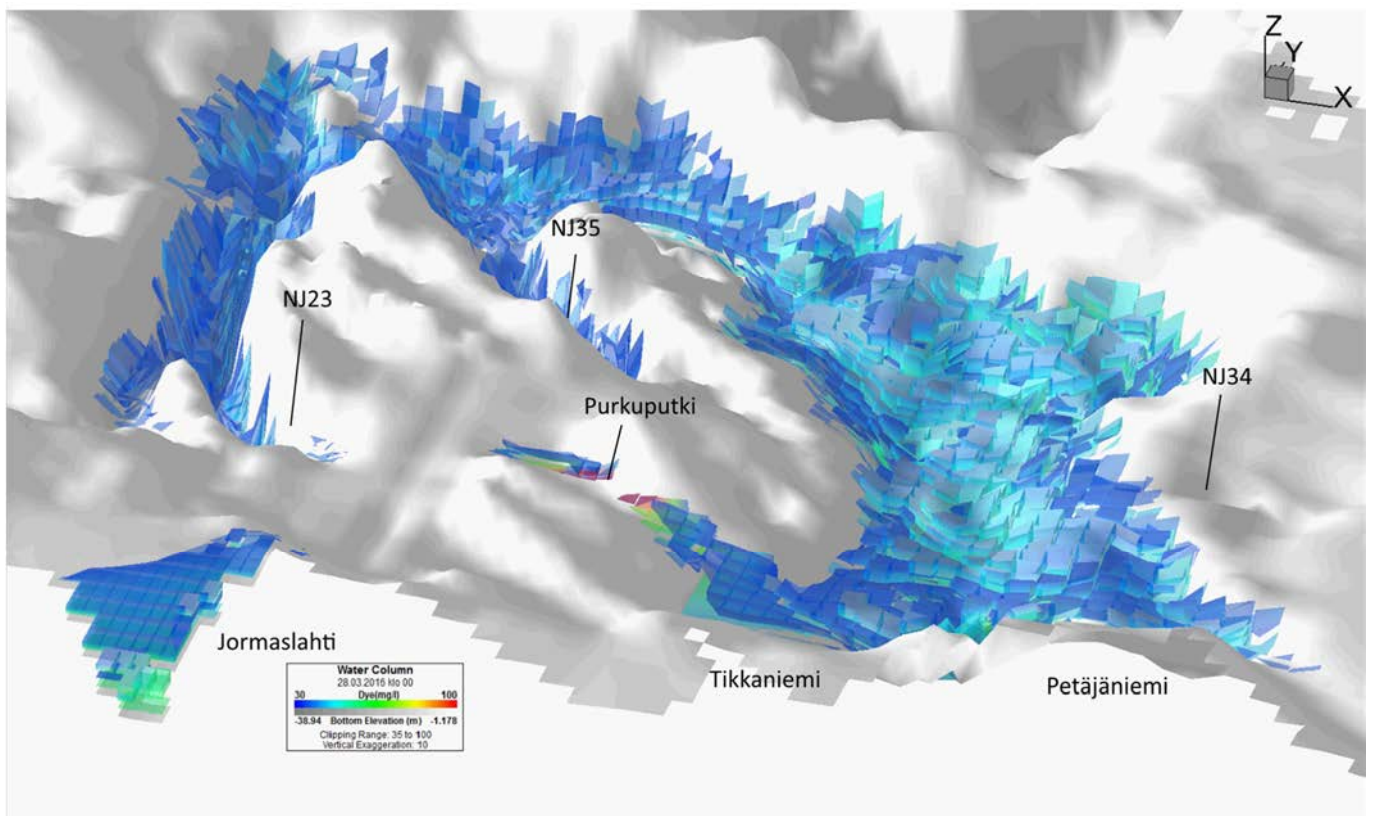 Z
Y
X
NJ35
NJ23
NJ34
Purkuputki
Jormaslahti
Tikkaniemi
Petäjäniemi
Water Column
28.03.2016 klo 00
30 Dye(mg/l) 100
-38.94 Bottom Elevation (m) -1.178
Clipping Range: 35 to 100
Vertical Exaggeration: 10